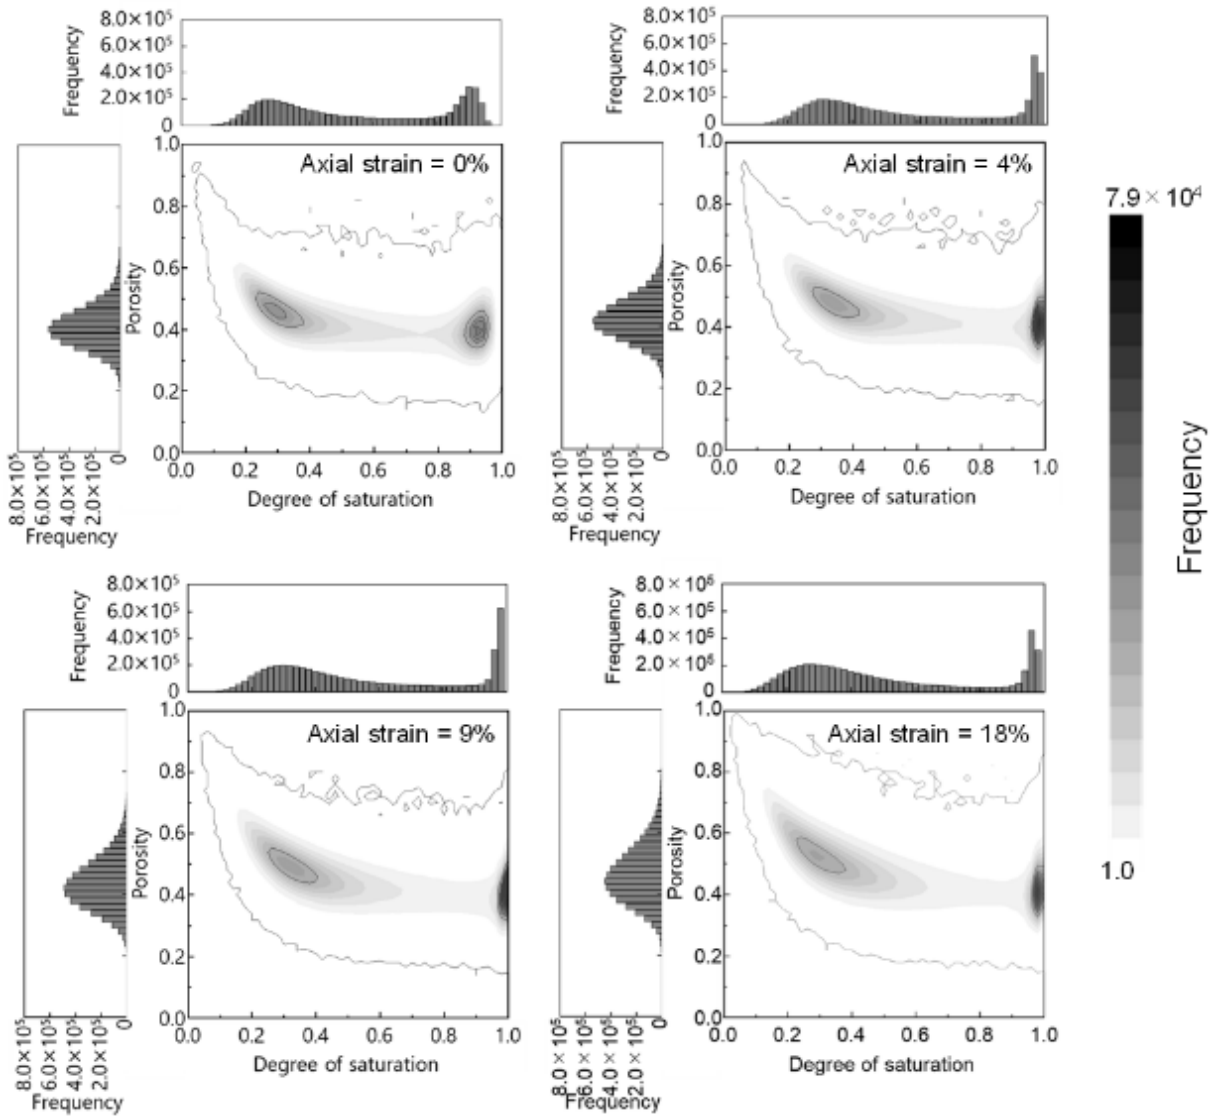 8.0×10⁵
6.0×10⁵
4.0×10⁵
2.0×10⁵
0
Frequency
Axial strain = 0%
1.0
0.8
0.6
0.4
0.2
0.0
Porosity
0.0 0.2 0.4 0.6 0.8 1.0
Degree of saturation
8.0×10⁵
6.0×10⁵
4.0×10⁵
2.0×10⁵
0
Frequency
8.0×10⁵
6.0×10⁵
4.0×10⁵
2.0×10⁵
0
Frequency
Axial strain = 4%
1.0
0.8
0.6
0.4
0.2
0.0
Porosity
0.0 0.2 0.4 0.6 0.8 1.0
Degree of saturation
8.0×10⁵
6.0×10⁵
4.0×10⁵
2.0×10⁵
0
Frequency
7.9×10⁴
1.0
Frequency
8.0×10⁵
6.0×10⁵
4.0×10⁵
2.0×10⁵
0
Frequency
Axial strain = 9%
1.0
0.8
0.6
0.4
0.2
0.0
Porosity
0.0 0.2 0.4 0.6 0.8 1.0
Degree of saturation
8.0×10⁵
6.0×10⁵
4.0×10⁵
2.0×10⁵
0
Frequency
8.0×10⁶
6.0×10⁶
4.0×10⁶
2.0×10⁶
0
Frequency
Axial strain = 18%
1.0
0.8
0.6
0.4
0.2
0.0
Porosity
0.0 0.2 0.4 0.6 0.8 1.0
Degree of saturation
8.0×10⁵
6.0×10⁵
4.0×10⁵
2.0×10⁵
0
Frequency